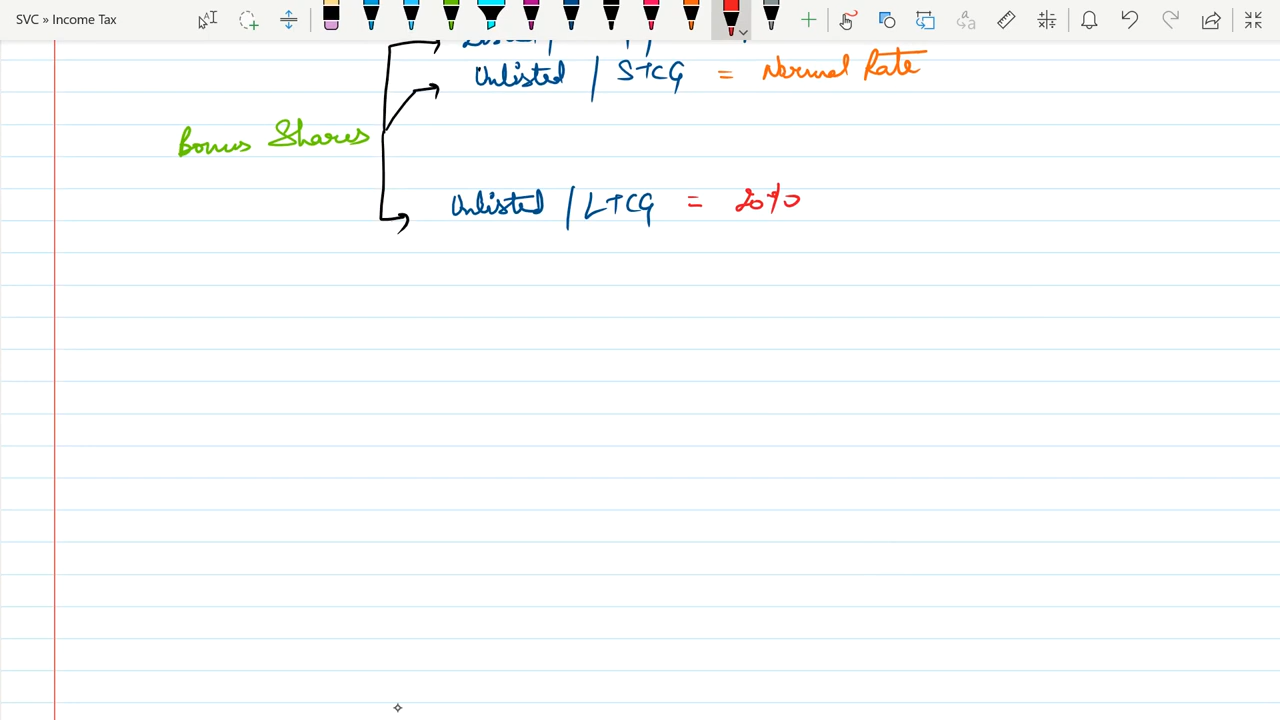 SVC » Income Tax
Unlisted / STCG = Normal Rate
Bonus Shares
Unlisted / LTCG = 20%